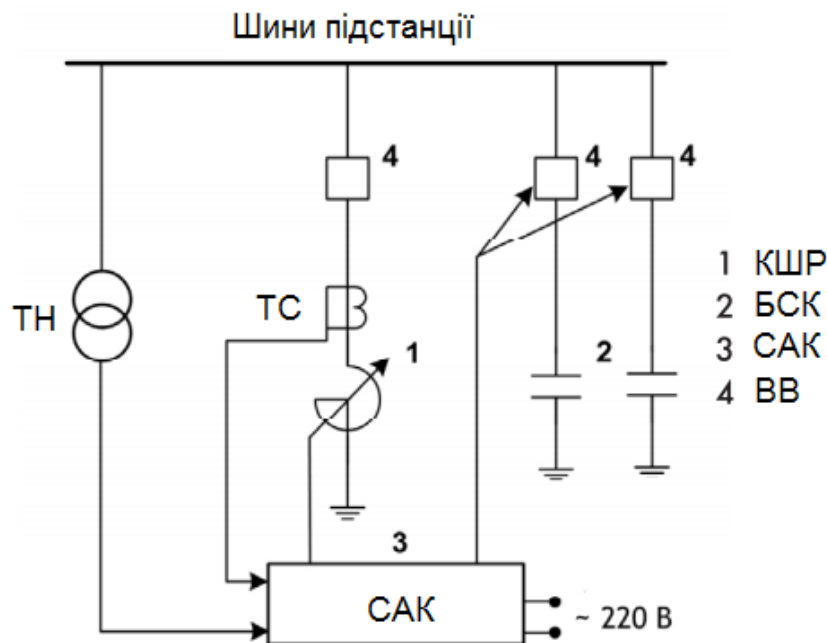 Шини підстанції
4
4
4
ТН
ТС
1
2
1 КШР
2 БСК
3 САК
4 ВВ
3
САК
~ 220 В